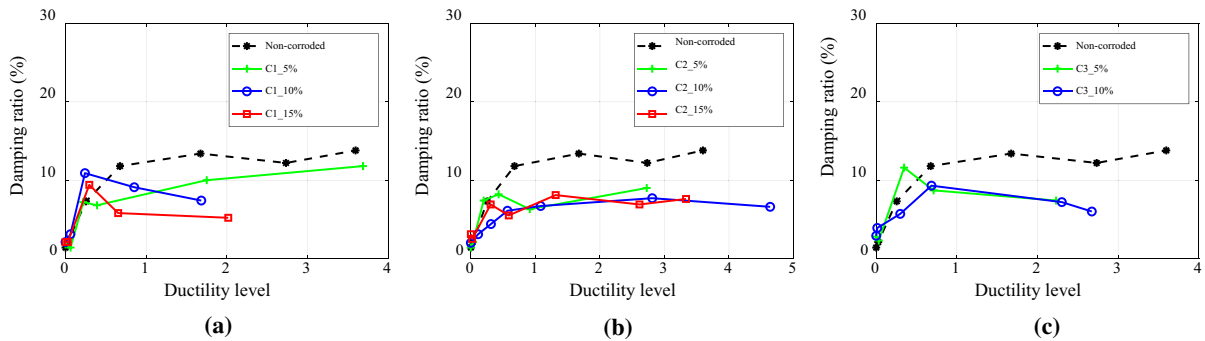 Damping ratio (%)
30
20
10
0
Non-corroded
C1_5%
C1_10%
C1_15%
0 1 2 3 4
Ductility level
(a)
Damping ratio (%)
30
20
10
0
Non-corroded
C2_5%
C2_10%
C2_15%
0 1 2 3 4 5
Ductility level
(b)
Damping ratio (%)
30
20
10
0
Non-corroded
C3_5%
C3_10%
0 1 2 3 4
Ductility level
(c)